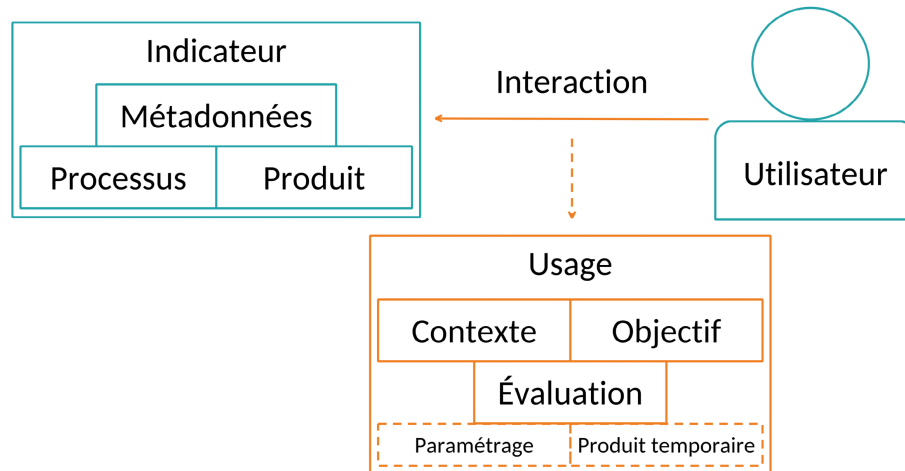 Indicateur
Métadonnées
Processus
Produit
Interaction
Utilisateur
Usage
Contexte
Objectif
Évaluation
Paramétrage
Produit temporaire